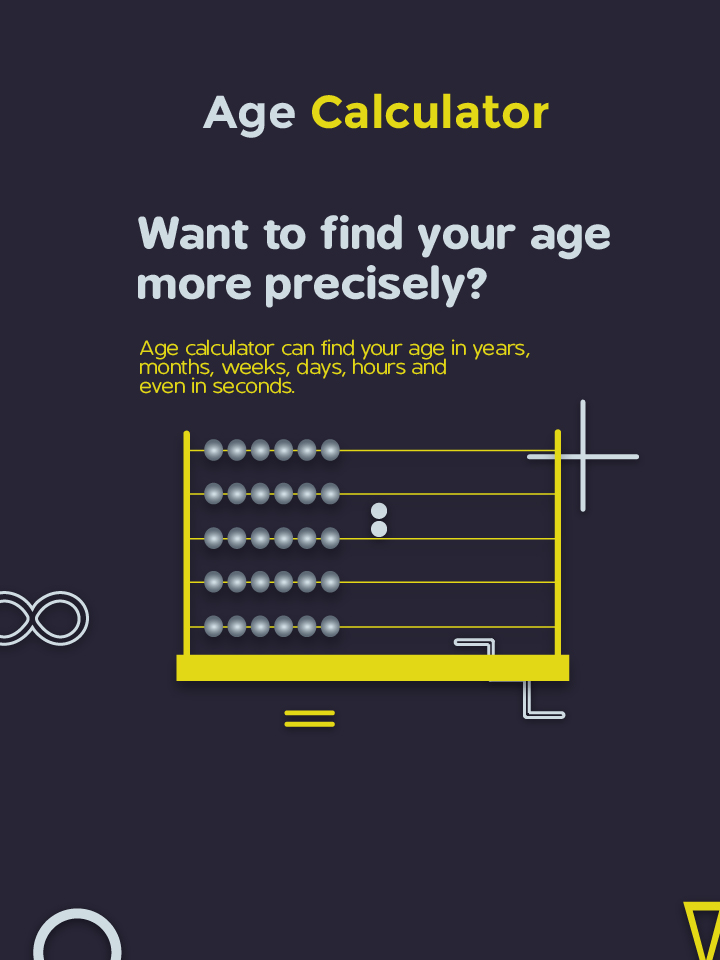 Age Calculator
Want to find your age
more precisely?
Age calculator can find your age in years,
months, weeks, days, hours and
even in seconds.